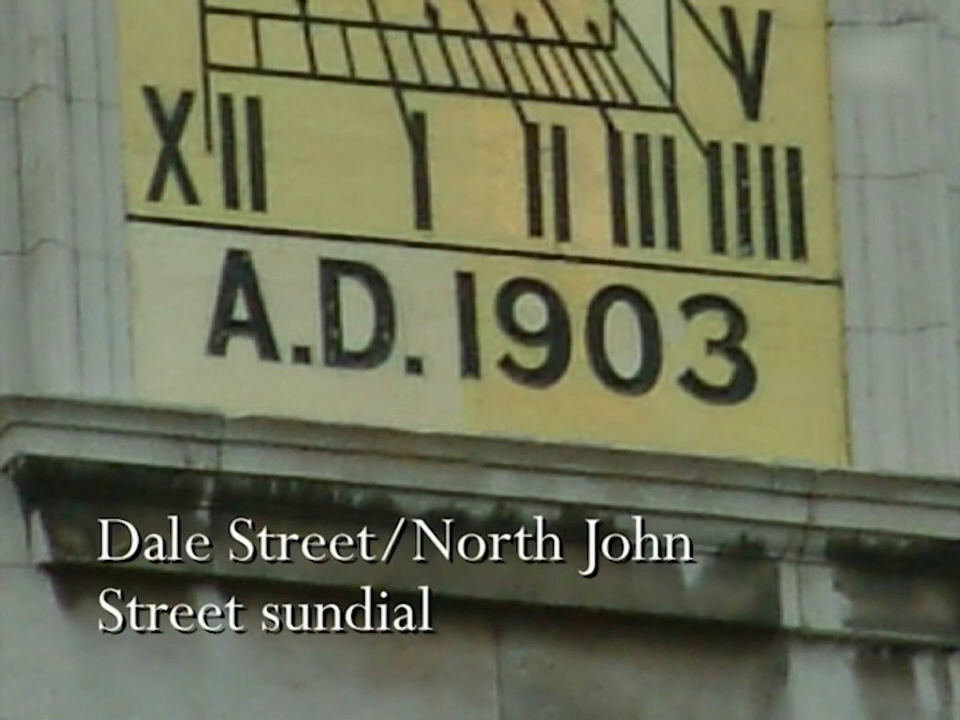 V
XII I II III IIII
A.D. 1903
Dale Street/North John
Street sundial